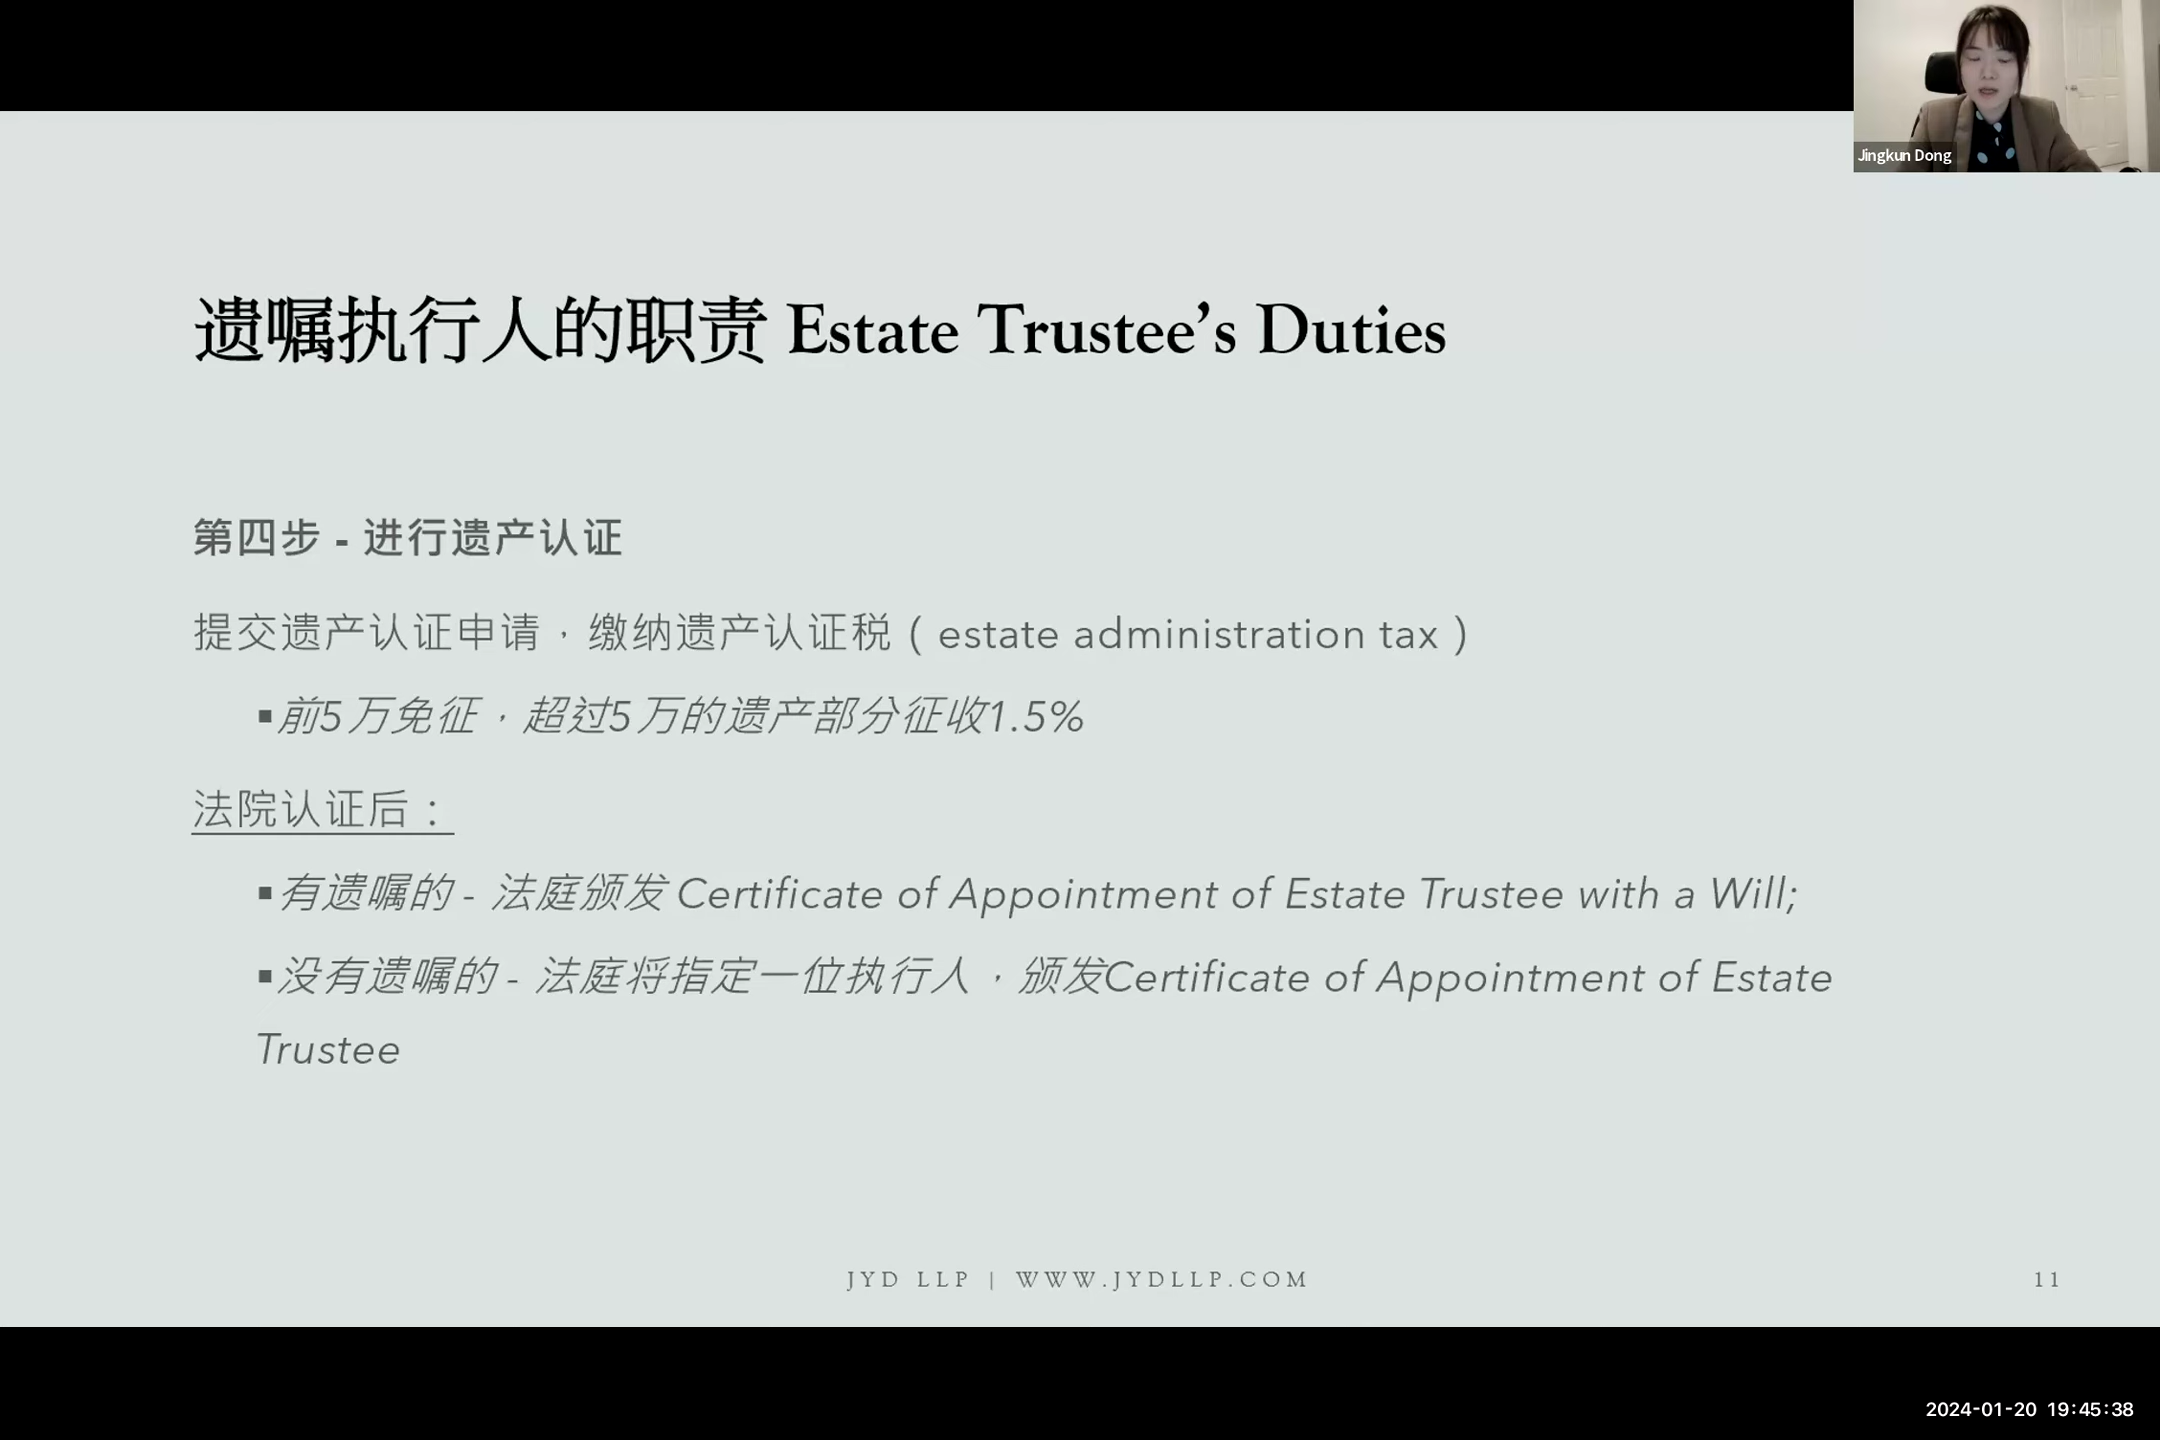 Jingkun Dong
遗嘱执行人的职责 Estate Trustee’s Duties
第四步 - 进行遗产认证
提交遗产认证申请，缴纳遗产认证税（estate administration tax）
▪前5万免征，超过5万的遗产部分征收1.5%
法院认证后：
▪有遗嘱的 - 法庭颁发 Certificate of Appointment of Estate Trustee with a Will;
▪没有遗嘱的 - 法庭将指定一位执行人，颁发Certificate of Appointment of Estate
Trustee
JYD LLP | WWW.JYDLLP.COM
11
2024-01-20 19:45:38